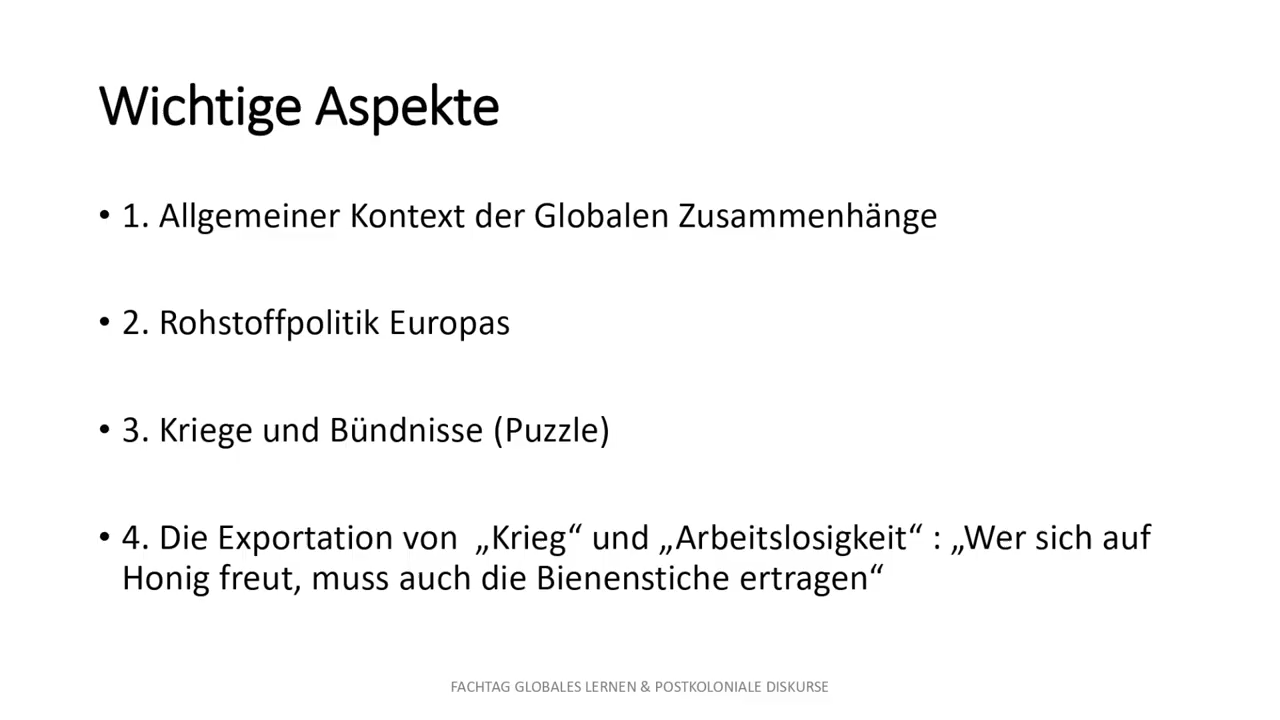 Wichtige Aspekte
• 1. Allgemeiner Kontext der Globalen Zusammenhänge
• 2. Rohstoffpolitik Europas
• 3. Kriege und Bündnisse (Puzzle)
• 4. Die Exportation von „Krieg“ und „Arbeitslosigkeit“ : „Wer sich auf
Honig freut, muss auch die Bienenstiche ertragen“
FACHTAG GLOBALES LERNEN & POSTKOLONIALE DISKURSE